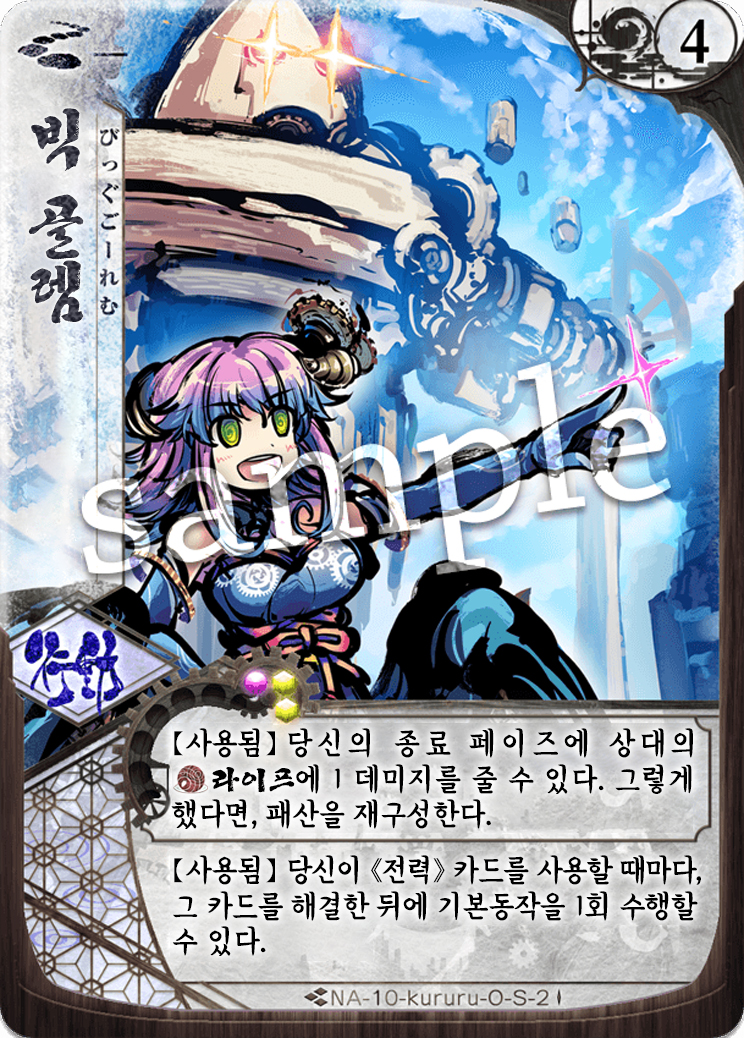 4
빅 골렘
びっぐごーれむ
sample
行動
【사용됨】당신의 종료 페이즈에 상대의
라이프에 1 데미지를 줄 수 있다. 그렇게
했다면, 패산을 재구성한다.
【사용됨】당신이 《전력》 카드를 사용할 때마다,
그 카드를 해결한 뒤에 기본동작을 1회 수행할
수 있다.
NA-10-kururu-O-S-2